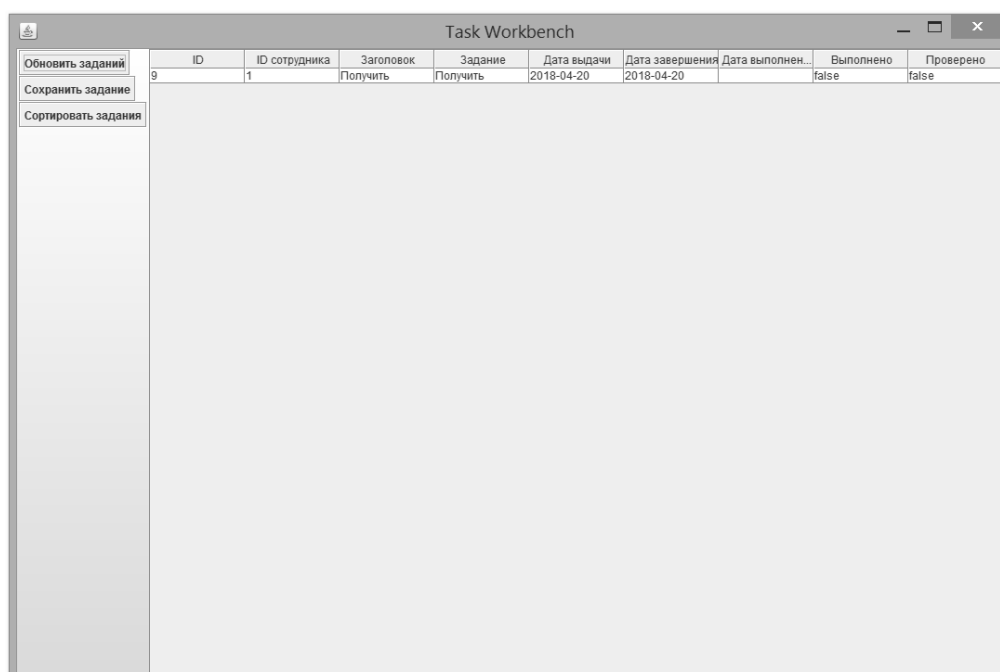 Task Workbench
Обновить заданий
Сохранить задание
Сортировать задания
ID ID сотрудника Заголовок Задание Дата выдачи Дата завершения Дата выполнен... Выполнено Проверено
9 1 Получить Получить 2018-04-20 2018-04-20 false false